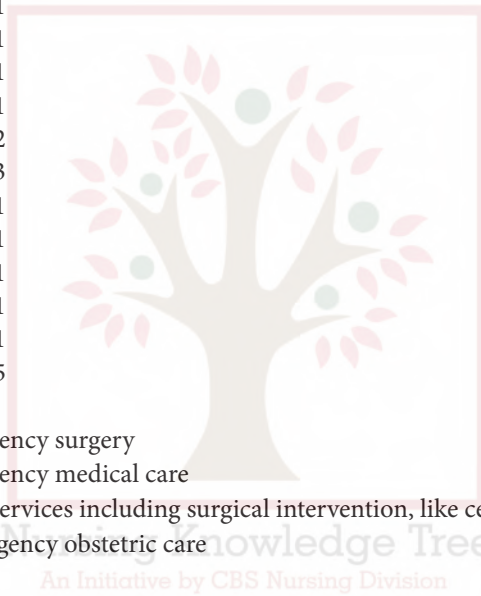 1
1
1
2
3
1
1
1
1
1
5
ency surgery
ency medical care
ervices including surgical intervention, like ce
gency obstetric care
Nursing Knowledge Tree
An Initiative by CBS Nursing Division